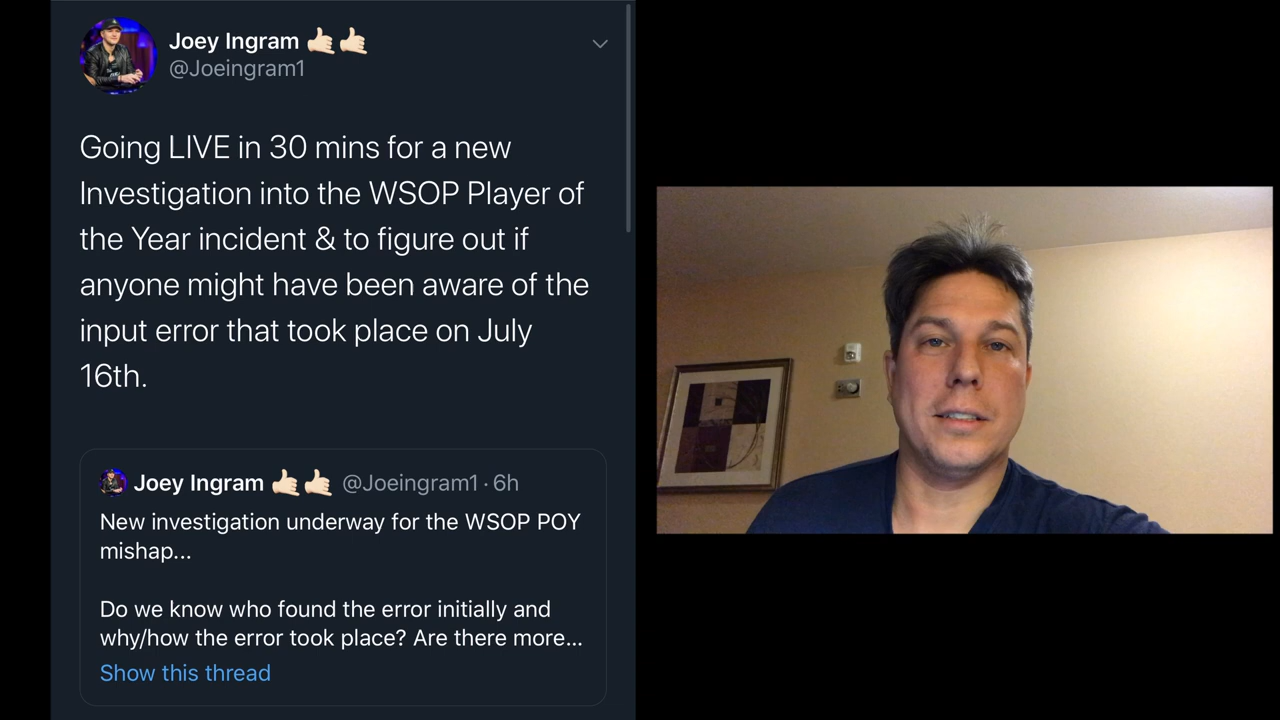 Joey Ingram 🤙🏻🤙🏻
@Joeingram1
Going LIVE in 30 mins for a new
Investigation into the WSOP Player of
the Year incident & to figure out if
anyone might have been aware of the
input error that took place on July
16th.
Joey Ingram 🤙🏻🤙🏻 @Joeingram1 · 6h
New investigation underway for the WSOP POY
mishap...
Do we know who found the error initially and
why/how the error took place? Are there more...
Show this thread